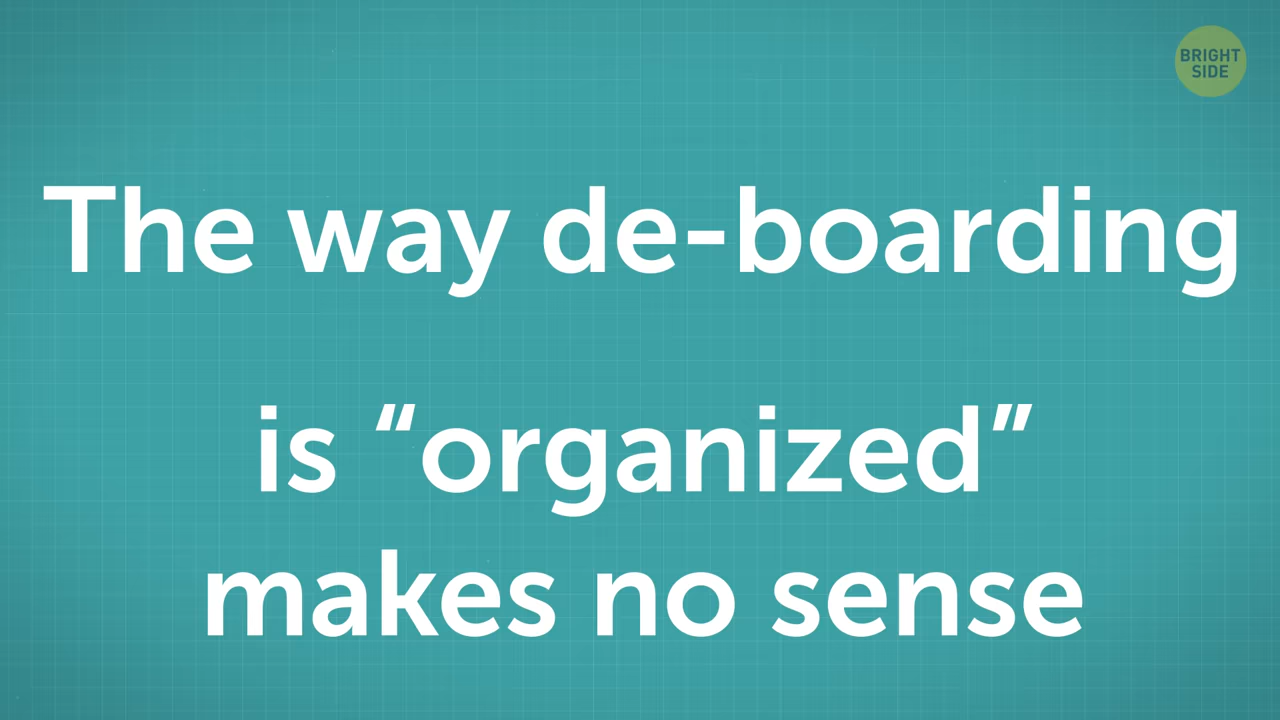 BRIGHT
SIDE
The way de-boarding
is “organized”
makes no sense